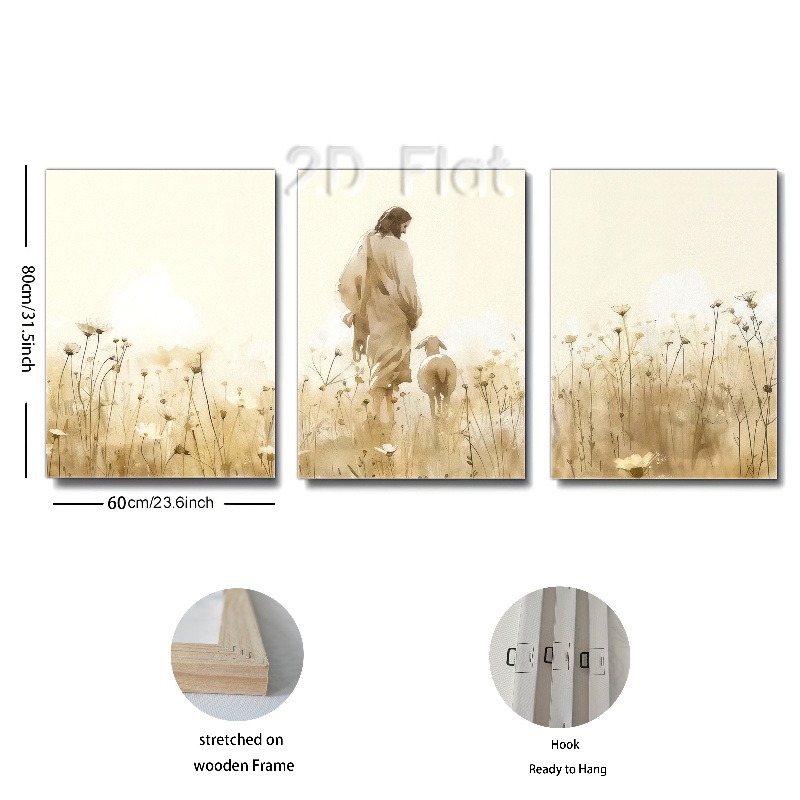 2D Flat
80cm/31.5inch
60cm/23.6inch
stretched on
wooden Frame
Hook
Ready to Hang